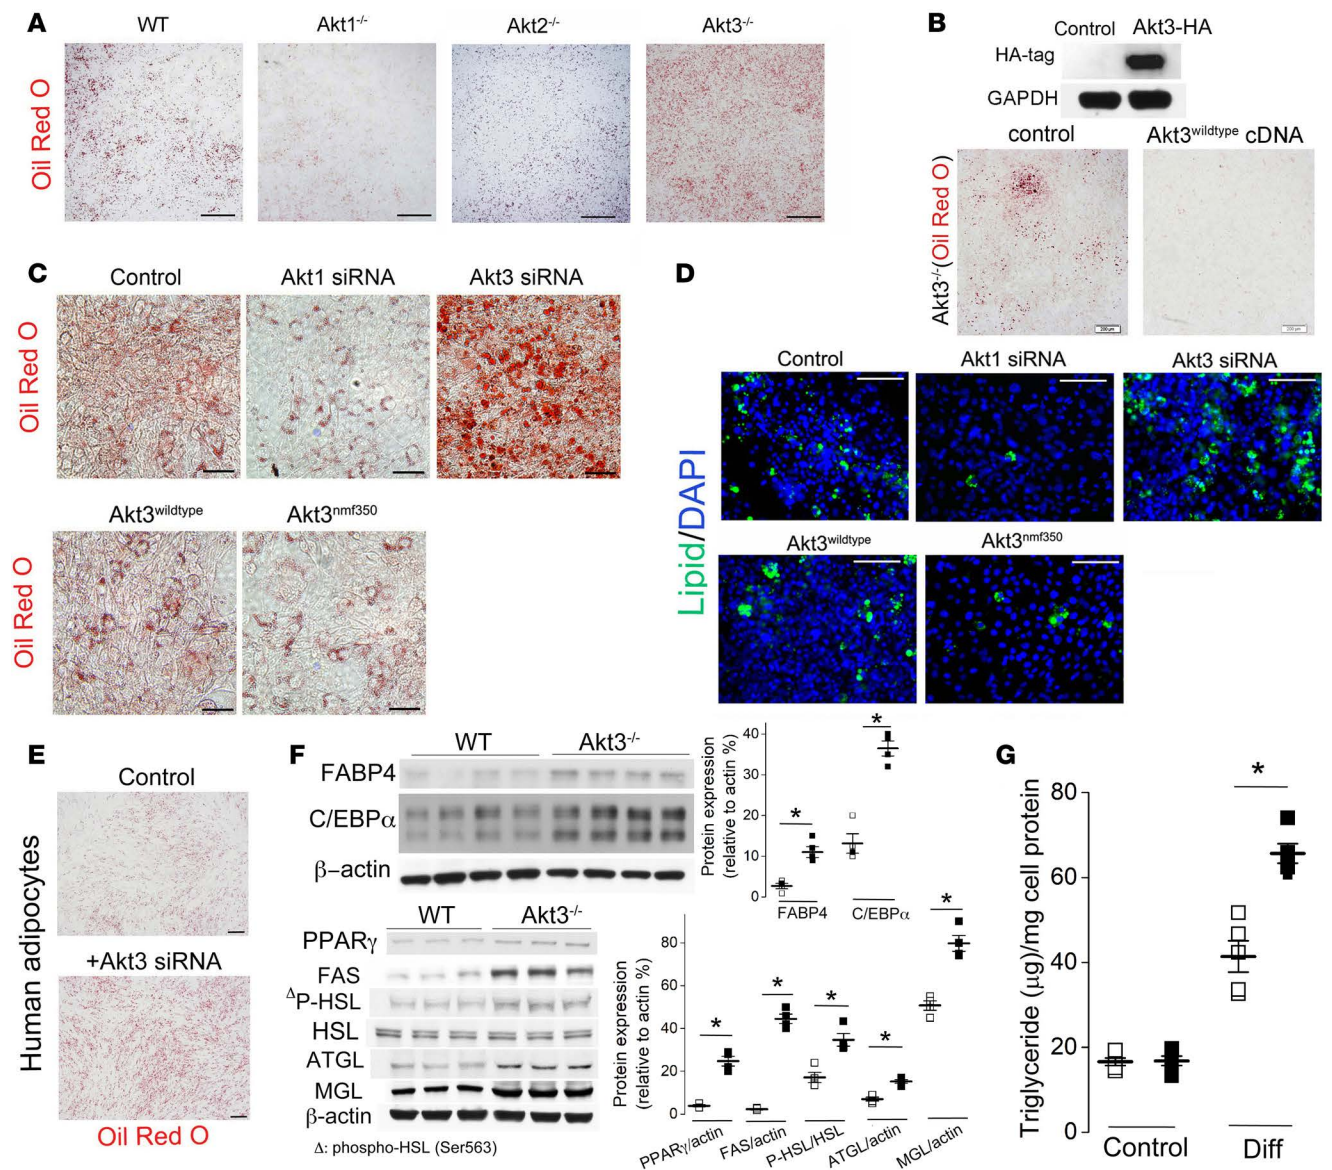 A
WT
Akt1-/-
Akt2-/-
Akt3-/-
Oil Red O
B
Control
Akt3-HA
HA-tag
GAPDH
control
Akt3wildtype cDNA
Akt3-/-(Oil Red O)
200 µm
200 µm
C
Control
Akt1 siRNA
Akt3 siRNA
Oil Red O
Akt3wildtype
Akt3nmf350
Oil Red O
D
Control
Akt1 siRNA
Akt3 siRNA
Lipid/DAPI
Akt3wildtype
Akt3nmf350
E
Control
+Akt3 siRNA
Human adipocytes
Oil Red O
F
WT
Akt3-/-
FABP4
C/EBPα
β–actin
Protein expression
(relative to actin %)
40
30
20
10
0
*
*
FABP4
C/EBPα
WT
Akt3-/-
PPARγ
FAS
ΔP-HSL
HSL
ATGL
MGL
β-actin
Δ: phospho-HSL (Ser563)
Protein expression
(relative to actin %)
80
60
40
20
0
*
*
*
*
*
PPARγ/actin
FAS/actin
P-HSL/HSL
ATGL/actin
MGL/actin
G
Triglyceride (µg)/mg cell protein
80
60
40
20
0
*
Control
Diff